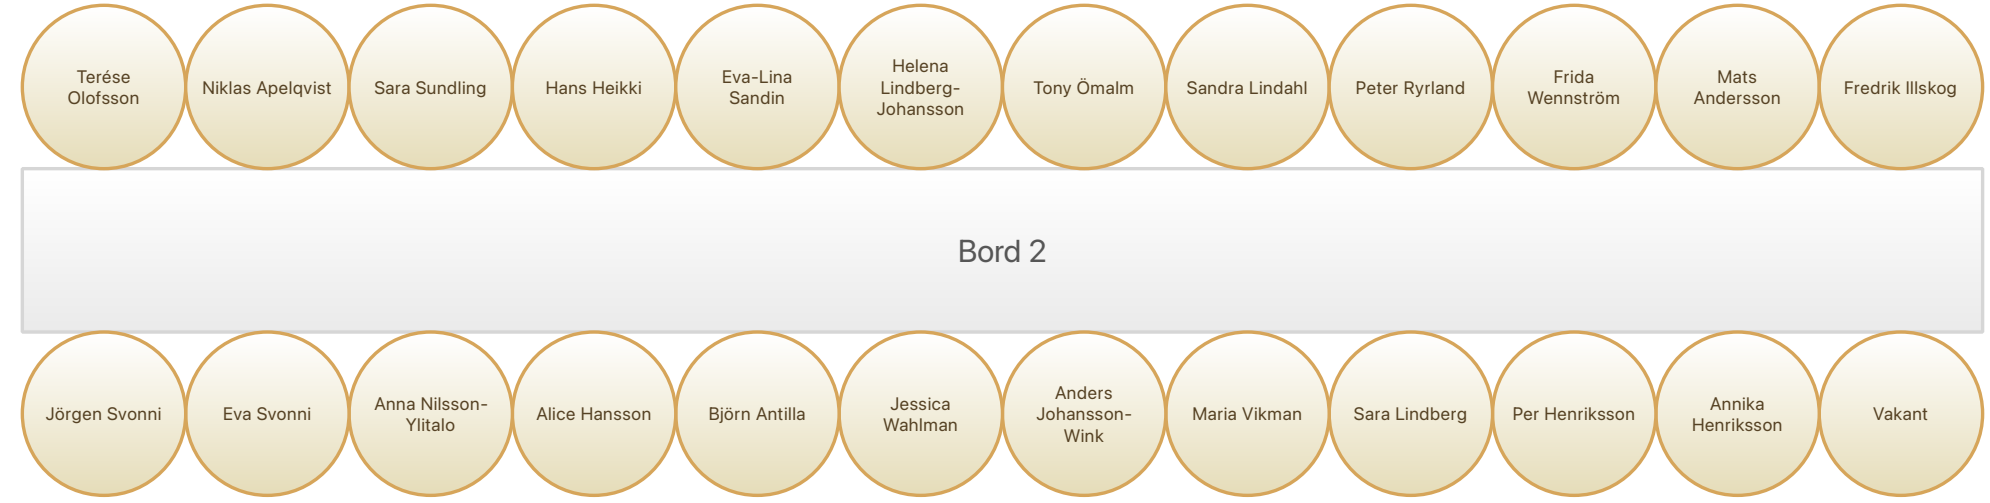 Terése
Olofsson
Niklas Apelqvist
Sara Sundling
Hans Heikki
Eva-Lina
Sandin
Helena
Lindberg-
Johansson
Tony Ömalm
Sandra Lindahl
Peter Ryrland
Frida
Wennström
Mats
Andersson
Fredrik Illskog
Bord 2
Jörgen Svonni
Eva Svonni
Anna Nilsson-
Ylitalo
Alice Hansson
Björn Antilla
Jessica
Wahlman
Anders
Johansson-
Wink
Maria Vikman
Sara Lindberg
Per Henriksson
Annika
Henriksson
Vakant